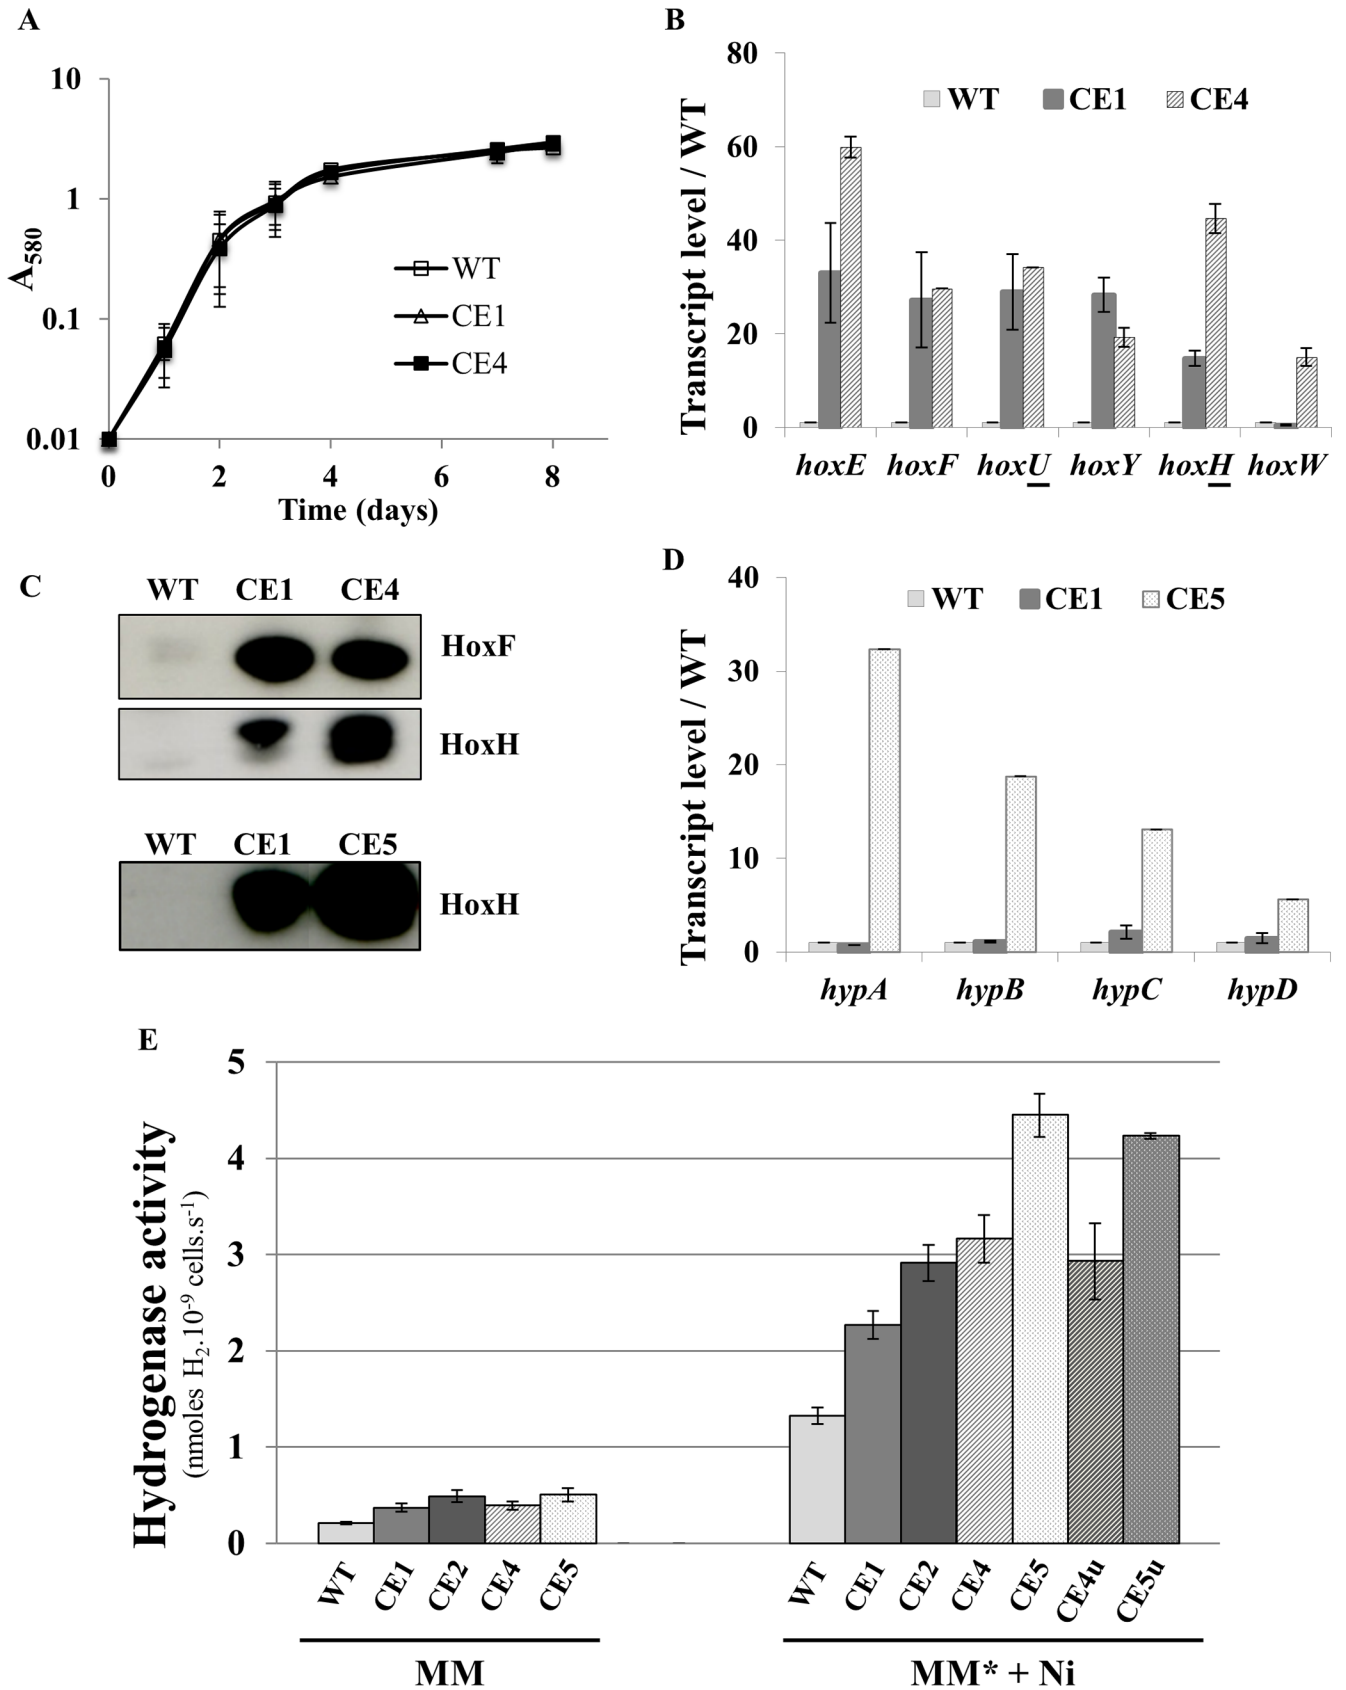 A
10
1
0.1
0.01
A580
0 2 4 6 8
Time (days)
WT
CE1
CE4
B
80
60
40
20
0
Transcript level / WT
WT CE1 CE4
hoxE hoxF hoxU hoxY hoxH hoxW
C
WT CE1 CE4
HoxF
HoxH
WT CE1 CE5
HoxH
D
40
30
20
10
0
Transcript level / WT
WT CE1 CE5
hypA hypB hypC hypD
E
5
4
3
2
1
0
Hydrogenase activity
(nmoles H2.10-9 cells.s-1)
WT CE1 CE2 CE4 CE5 WT CE1 CE2 CE4 CE5 CE4u CE5u
MM MM* + Ni